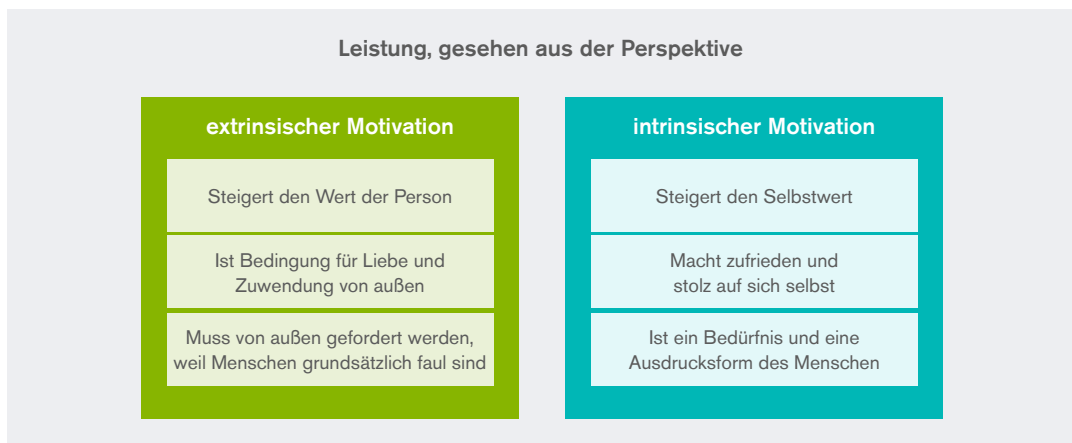 Leistung, gesehen aus der Perspektive
extrinsischer Motivation
Steigert den Wert der Person
Ist Bedingung für Liebe und
Zuwendung von außen
Muss von außen gefordert werden,
weil Menschen grundsätzlich faul sind
intrinsischer Motivation
Steigert den Selbstwert
Macht zufrieden und
stolz auf sich selbst
Ist ein Bedürfnis und eine
Ausdrucksform des Menschen